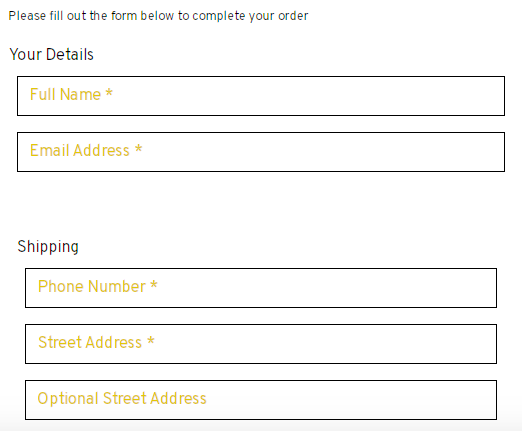 Please fill out the form below to complete your order
Your Details
Full Name *
Email Address *
Shipping
Phone Number *
Street Address *
Optional Street Address